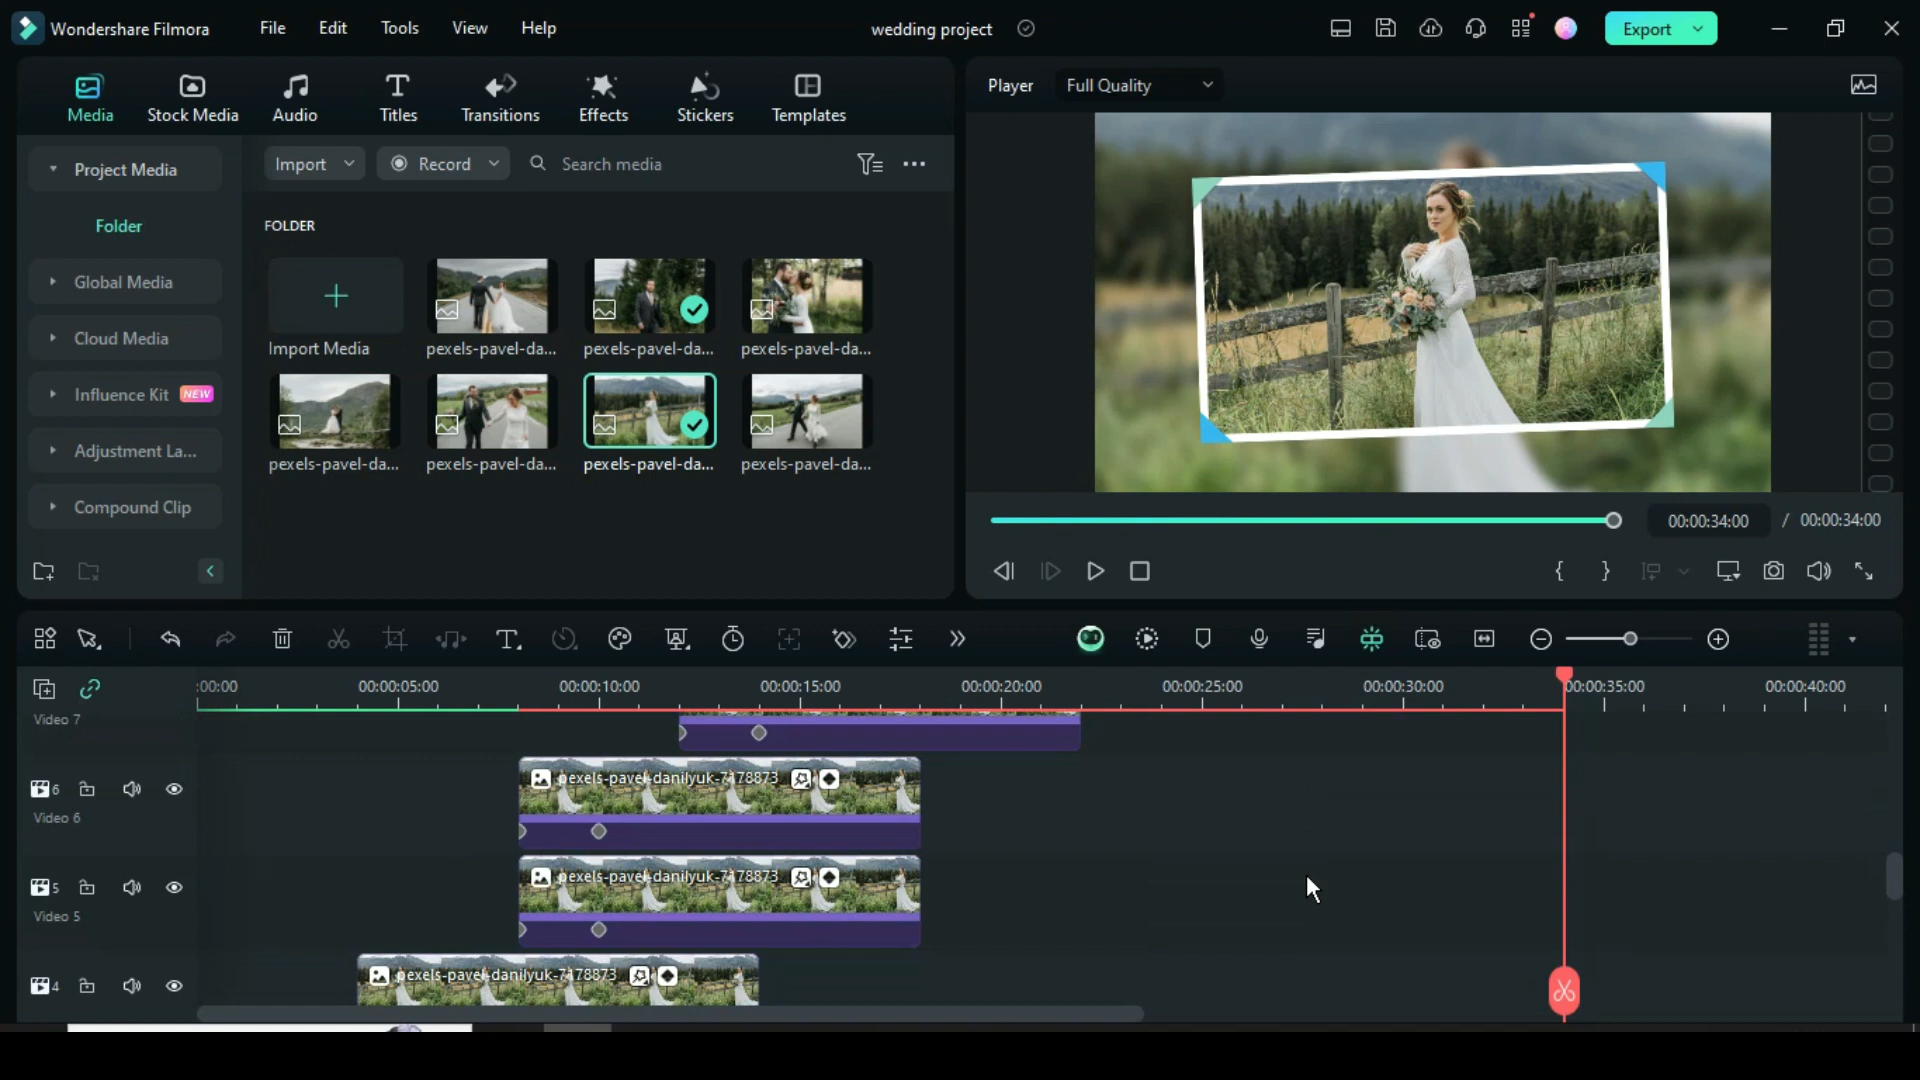 Wondershare Filmora
File
Edit
Tools
View
Help
wedding project
Export
Media
Stock Media
Audio
Titles
Transitions
Effects
Stickers
Templates
Player
Full Quality
Project Media
Import
Record
Search media
Folder
FOLDER
Global Media
Cloud Media
Influence Kit NEW
Adjustment La...
Compound Clip
Import Media
pexels-pavel-da...
pexels-pavel-da...
pexels-pavel-da...
pexels-pavel-da...
pexels-pavel-da...
pexels-pavel-da...
pexels-pavel-da...
00:00:34:00 / 00:00:34:00
:00:00
00:00:05:00
00:00:10:00
00:00:15:00
00:00:20:00
00:00:25:00
00:00:30:00
00:00:35:00
00:00:40:00
Video 7
6
pexels-pavel-danilyuk-7178873
Video 6
5
pexels-pavel-danilyuk-7178873
Video 5
4
pexels-pavel-danilyuk-7178873